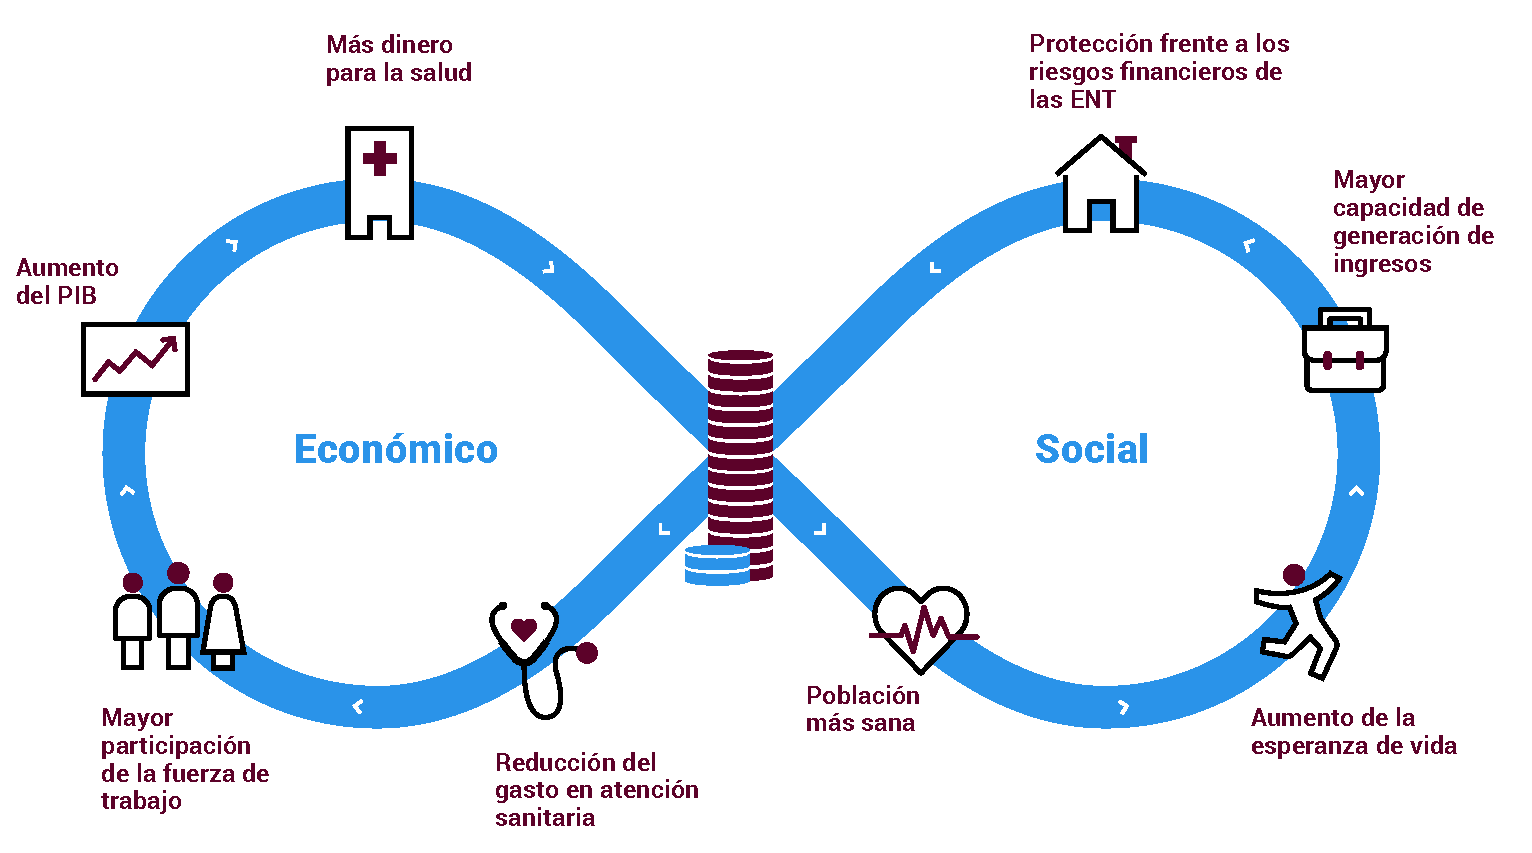 Más dinero
para la salud
Protección frente a los
riesgos financieros de
las ENT
Mayor
capacidad de
generación de
ingresos
Aumento
del PIB
Económico
Social
Población
más sana
Mayor
participación
de la fuerza de
trabajo
Aumento de la
esperanza de vida
Reducción del
gasto en atención
sanitaria